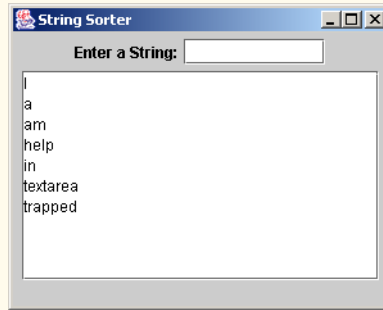 String Sorter
Enter a String:
I
a
am
help
in
textarea
trapped